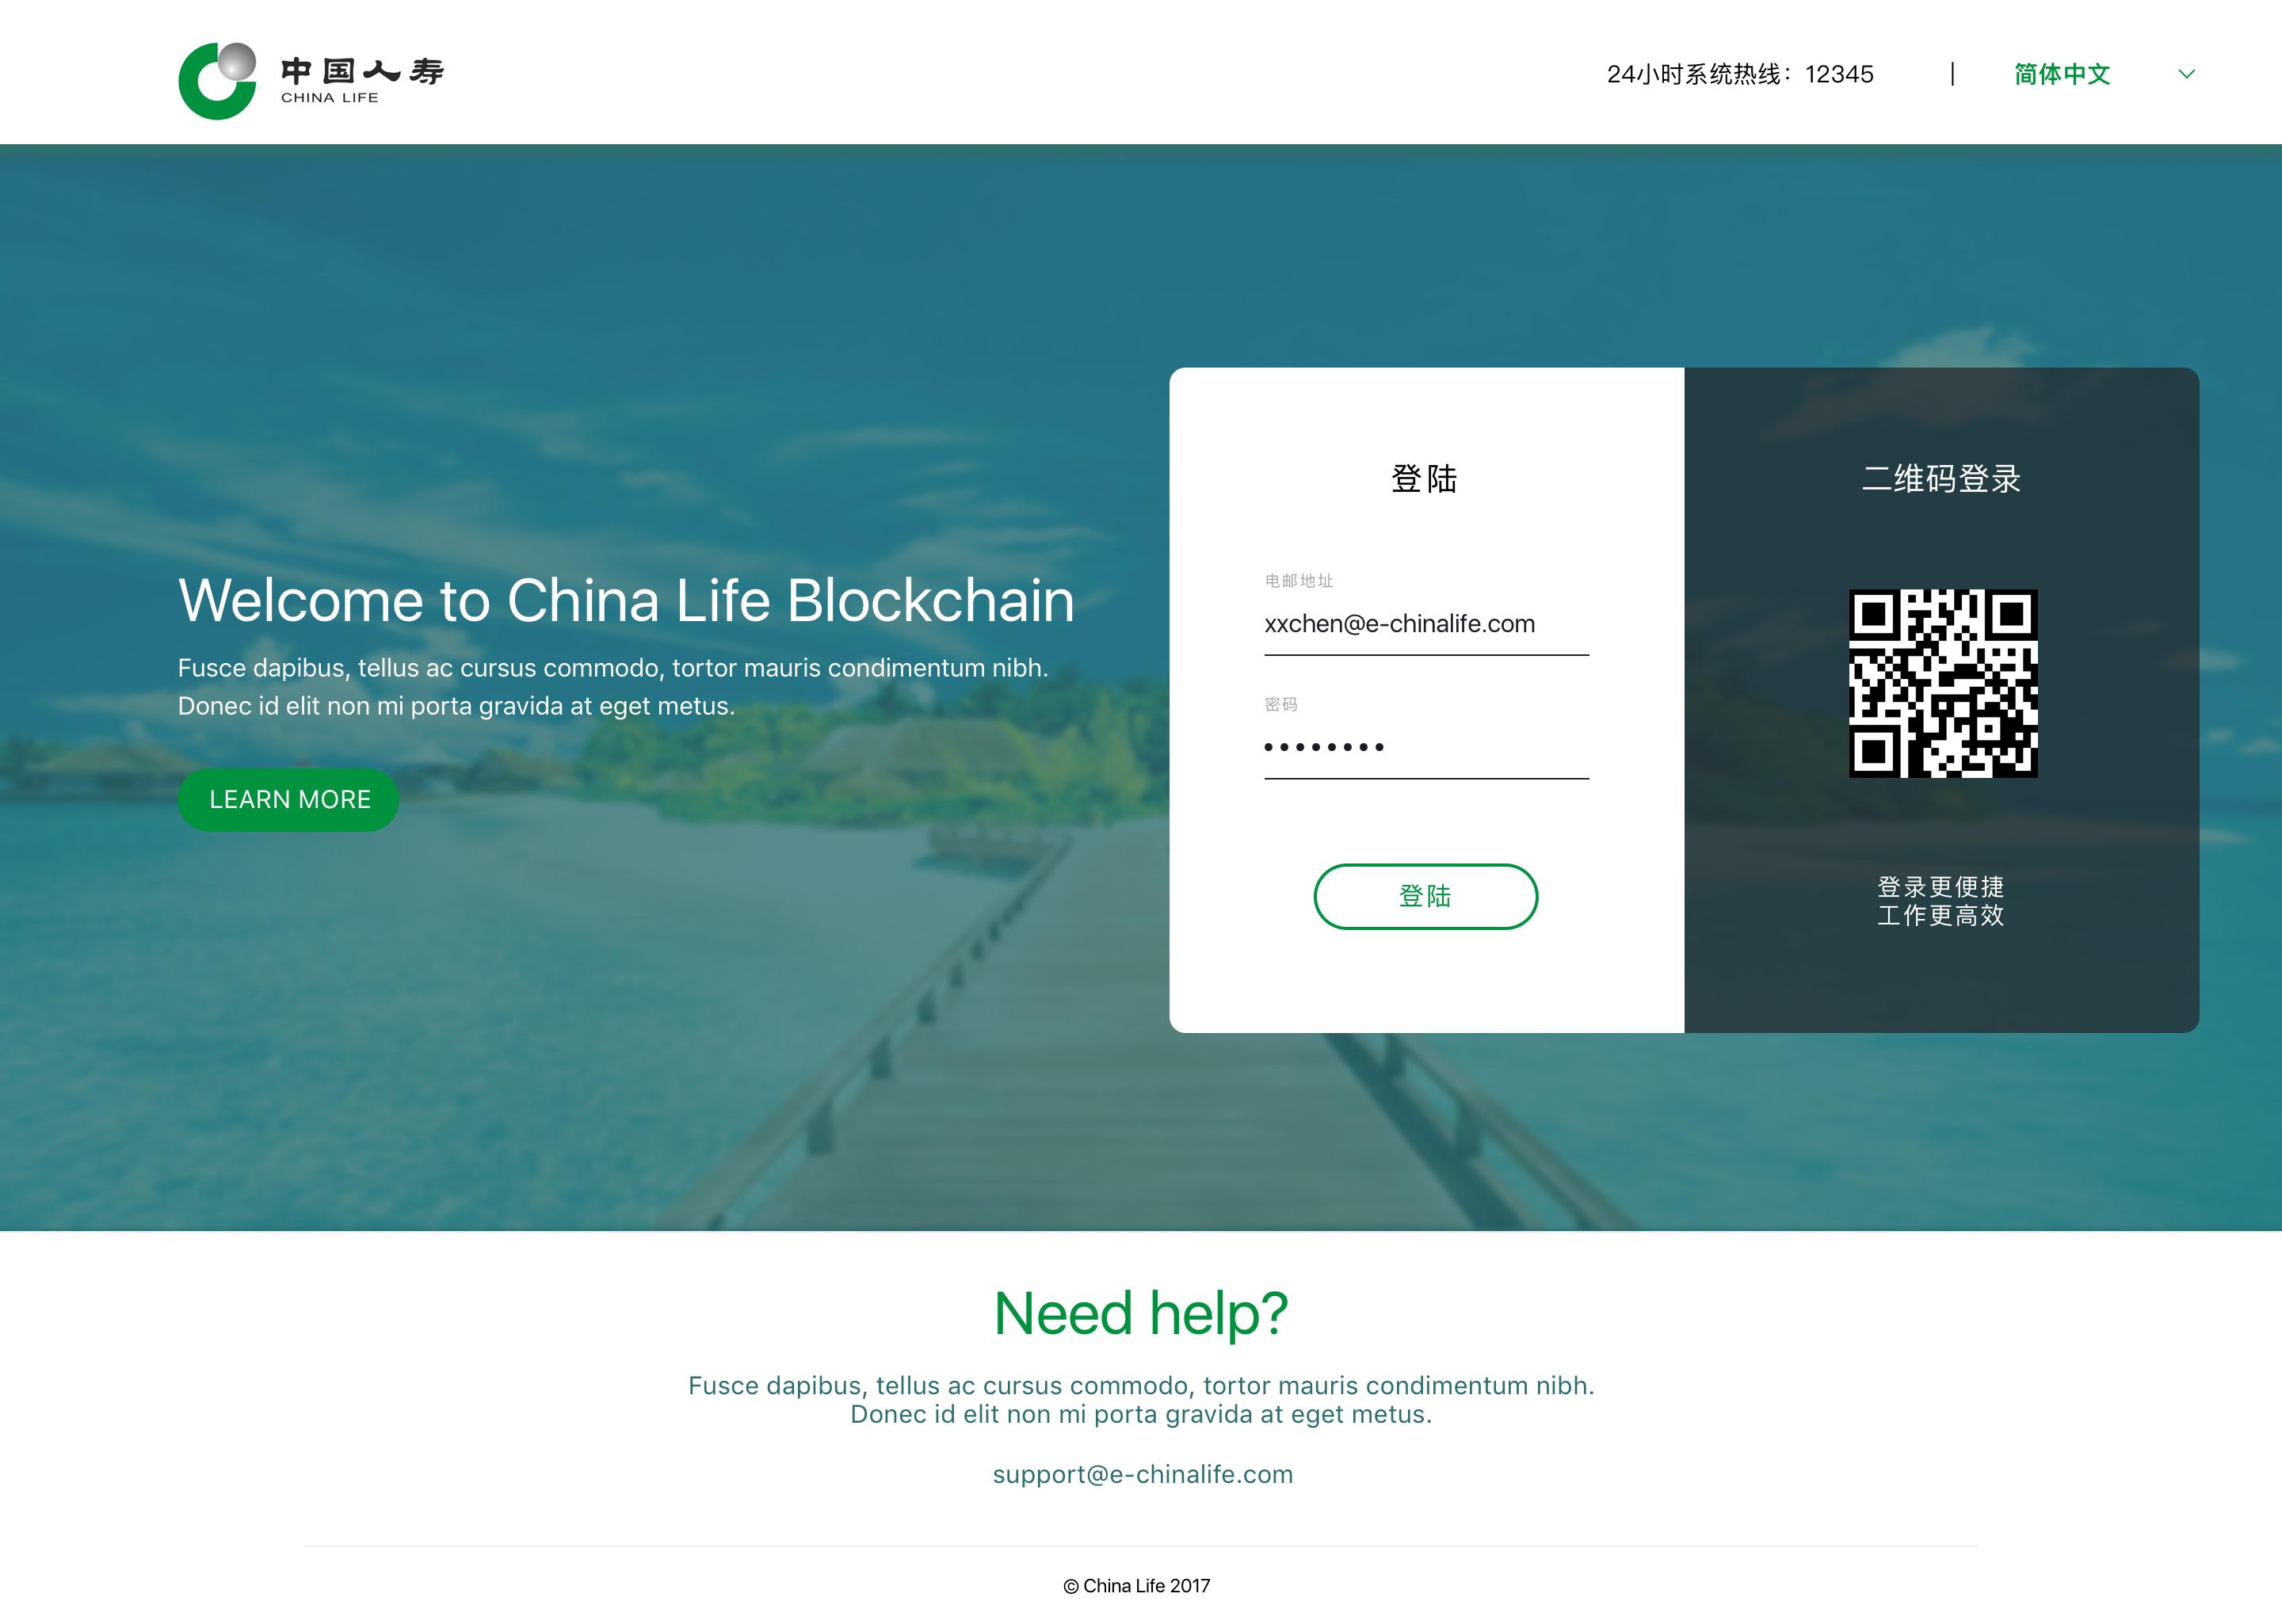 中国人寿
CHINA LIFE
24小时系统热线：12345
简体中文
Welcome to China Life Blockchain
Fusce dapibus, tellus ac cursus commodo, tortor mauris condimentum nibh.
Donec id elit non mi porta gravida at eget metus.
LEARN MORE
登陆
电邮地址
xxchen@e-chinalife.com
密码
登陆
二维码登录
登录更便捷
工作更高效
Need help?
Fusce dapibus, tellus ac cursus commodo, tortor mauris condimentum nibh.
Donec id elit non mi porta gravida at eget metus.
support@e-chinalife.com
© China Life 2017